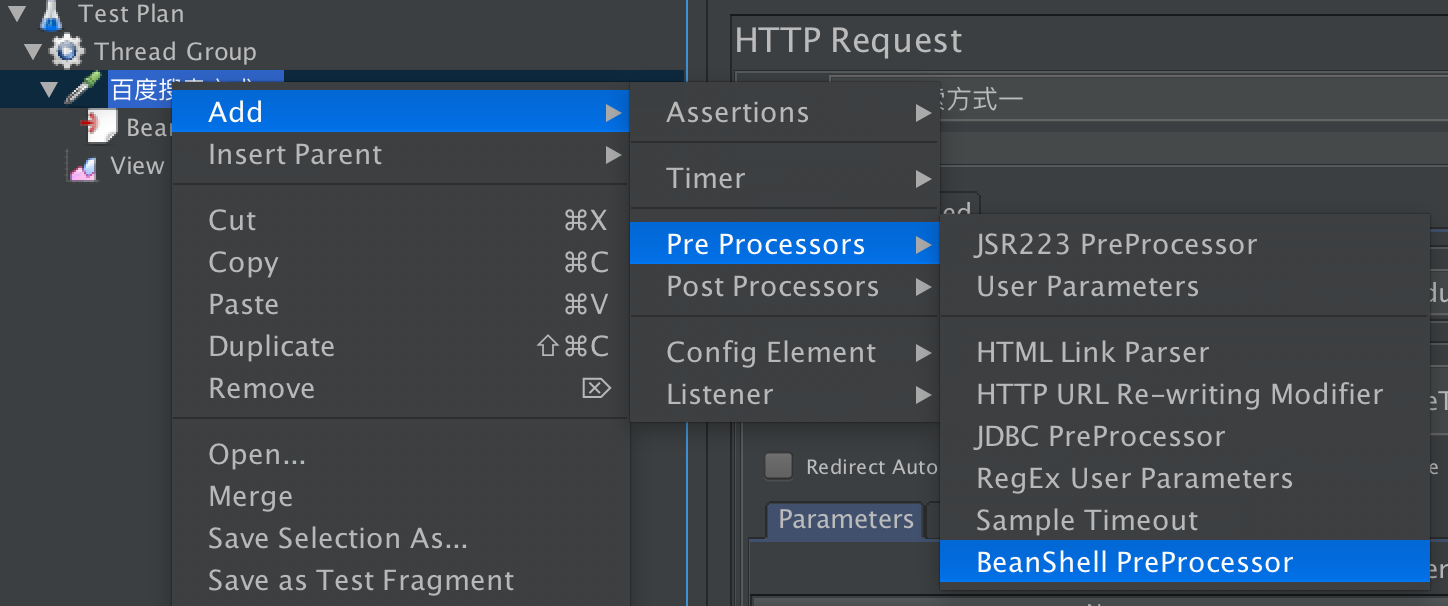 Test Plan
Thread Group
百度搜
Bear
View
Add
Insert Parent
Cut ⌘X
Copy ⌘C
Paste ⌘V
Duplicate ⇧⌘C
Remove ⌦
Open...
Merge
Save Selection As...
Save as Test Fragment
Assertions
Timer
Pre Processors
Post Processors
Config Element
Listener
JSR223 PreProcessor
User Parameters
HTML Link Parser
HTTP URL Re-writing Modifier
JDBC PreProcessor
RegEx User Parameters
Sample Timeout
BeanShell PreProcessor
HTTP Request
方式一
Redirect Auto
Parameters